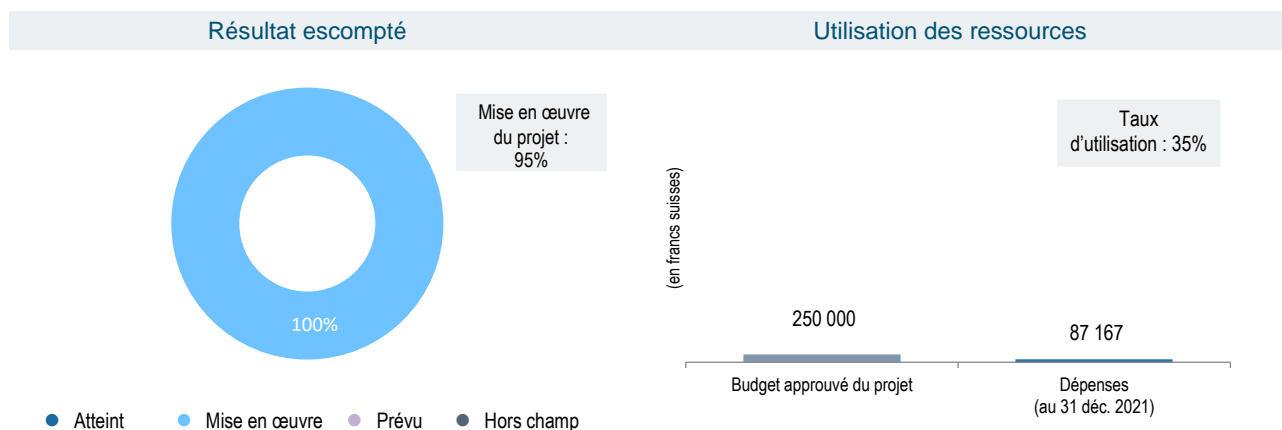 Résultat escompté
Utilisation des ressources
Mise en œuvre
du projet :
95%
100%
Atteint
Mise en œuvre
Prévu
Hors champ
Taux
d'utilisation : 35%
(en francs suisses)
250 000
87 167
Budget approuvé du projet
Dépenses
(au 31 déc. 2021)